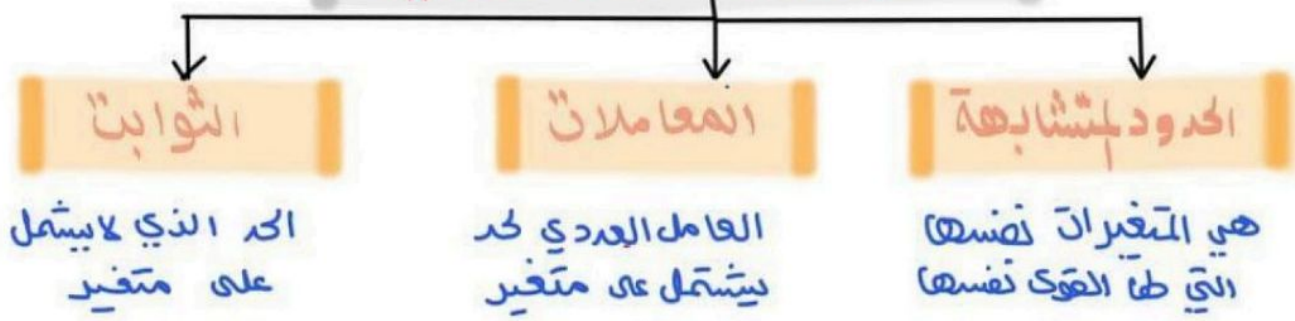 الحدود المتشابهة
هي المتغيرات نفسها
التي لها القوى نفسها
المعاملات
العامل العددي لحد
يشتمل على متغير
الثوابت
الحد الذي لا يشمل
على متغير